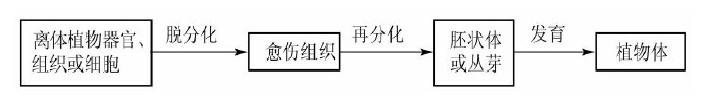 离体植物器官、
组织或细胞
脱分化
愈伤组织
再分化
胚状体
或丛芽
发育
植物体